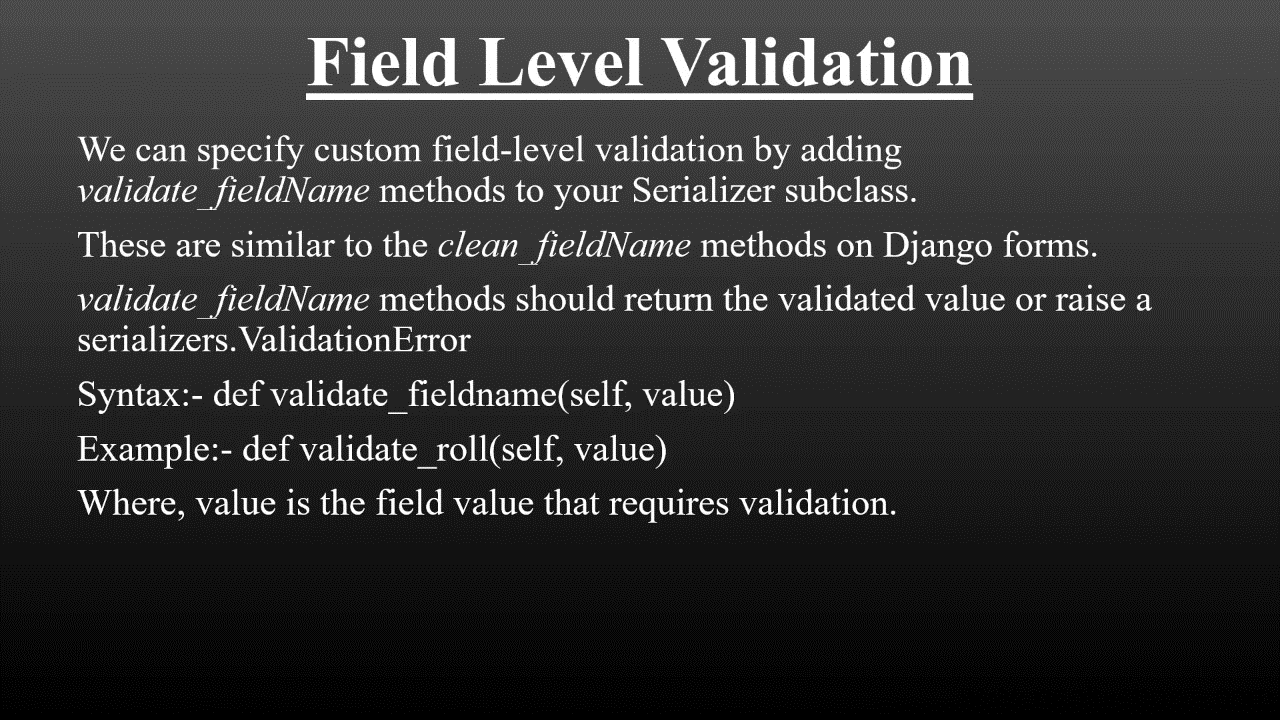 Field Level Validation
We can specify custom field-level validation by adding
validate_fieldName methods to your Serializer subclass.
These are similar to the clean_fieldName methods on Django forms.
validate_fieldName methods should return the validated value or raise a
serializers.ValidationError
Syntax:- def validate_fieldname(self, value)
Example:- def validate_roll(self, value)
Where, value is the field value that requires validation.